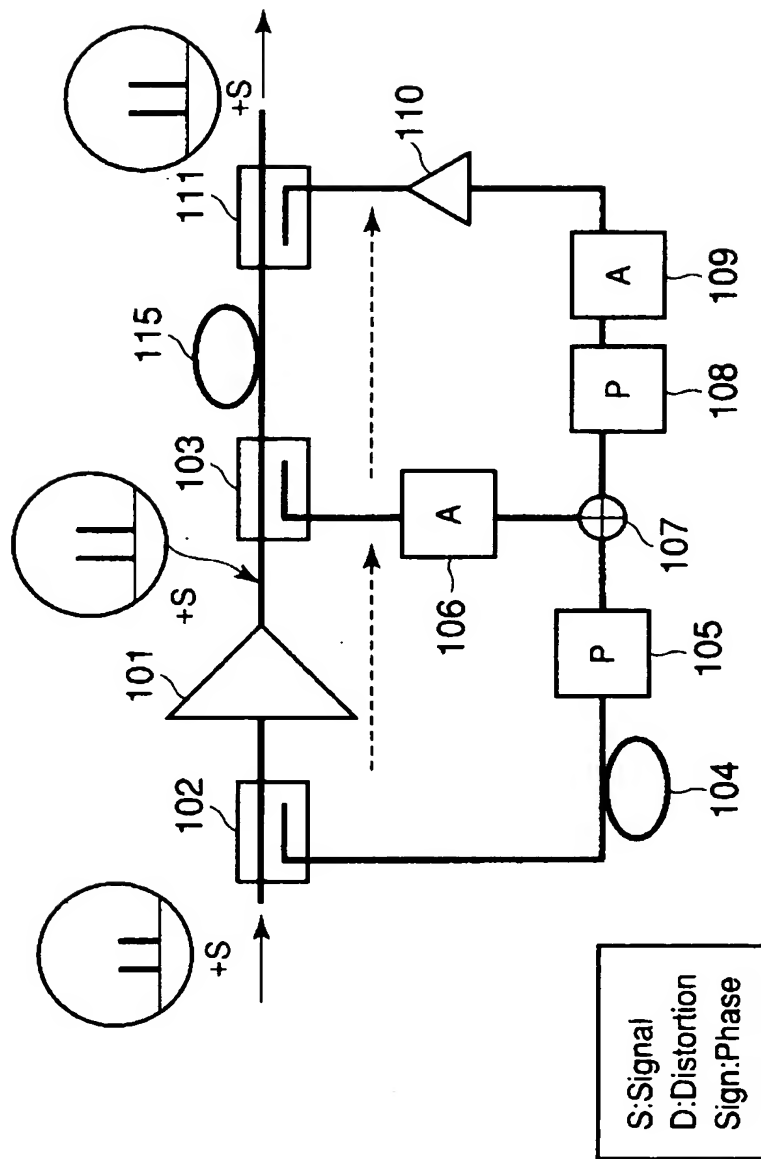 +S
102
101
+S
103
115
111
+S
110
A
106
104
P
105
107
P
108
A
109
S:Signal
D:Distortion
Sign:Phase